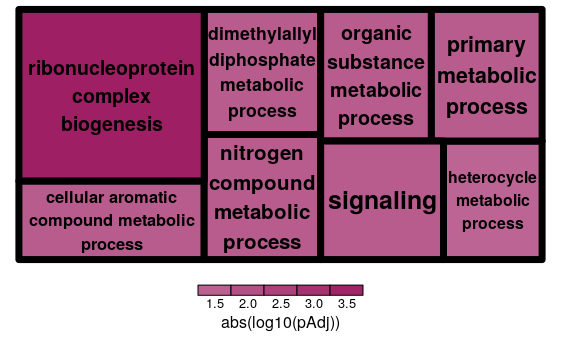 ribonucleoprotein
complex
biogenesis
cellular aromatic
compound metabolic
process
dimethylallyl
diphosphate
metabolic
process
nitrogen
compound
metabolic
process
organic
substance
metabolic
process
primary
metabolic
process
signaling
heterocycle
metabolic
process
1.5 2.0 2.5 3.0 3.5
abs(log10(pAdj))